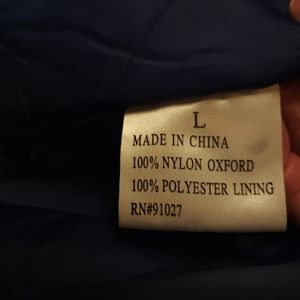 L
MADE IN CHINA
100% NYLON OXFORD
100% POLYESTER LINING
RN#91027